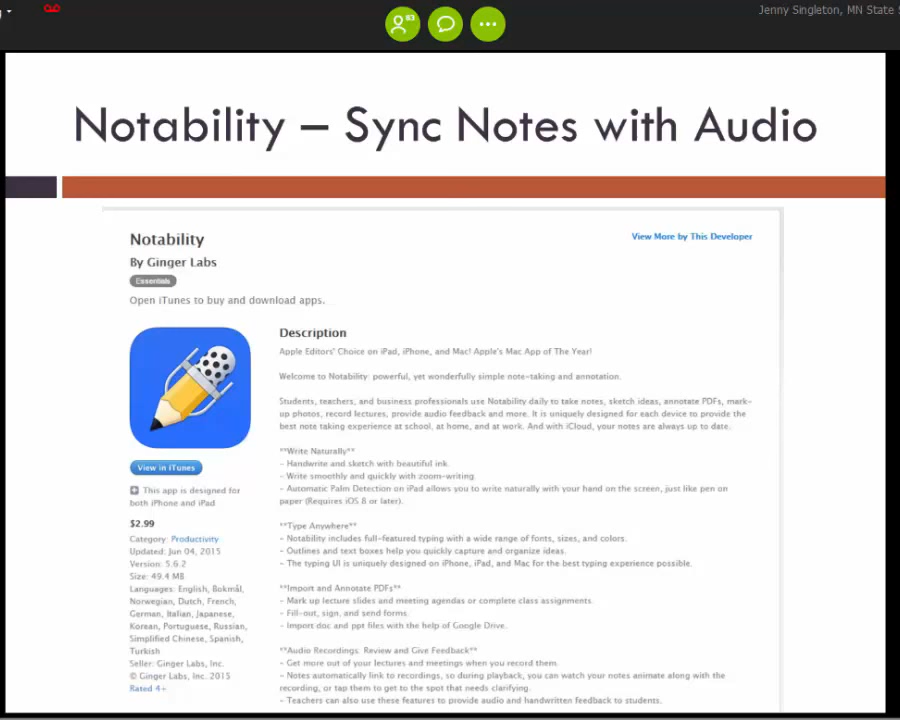 Jenny Singleton, MN State
93
Notability – Sync Notes with Audio
Notability
View More by This Developer
By Ginger Labs
Essentials
Open iTunes to buy and download apps.
Description
Apple Editors' Choice on iPad, iPhone, and Mac! Apple's Mac App of The Year!
Welcome to Notability: powerful, yet wonderfully simple note-taking and annotation.
Students, teachers, and business professionals use Notability daily to take notes, sketch ideas, annotate PDFs, mark-
up photos, record lectures, provide audio feedback and more. It is uniquely designed for each device to provide the
best note taking experience at school, at home, and at work. And with iCloud, your notes are always up to date.
**Write Naturally**
- Handwrite and sketch with beautiful ink.
- Write smoothly and quickly with zoom-writing.
- Automatic Palm Detection on iPad allows you to write naturally with your hand on the screen, just like pen on
paper (Requires iOS 8 or later).
**Type Anywhere**
- Notability includes full-featured typing with a wide range of fonts, sizes, and colors.
- Outlines and text boxes help you quickly capture and organize ideas.
- The typing UI is uniquely designed on iPhone, iPad, and Mac for the best typing experience possible.
**Import and Annotate PDFs**
- Mark up lecture slides and meeting agendas or complete class assignments.
- Fill-out, sign, and send forms.
- Import doc and ppt files with the help of Google Drive.
**Audio Recordings: Review and Give Feedback**
- Get more out of your lectures and meetings when you record them.
- Notes automatically link to recordings, so during playback, you can watch your notes animate along with the
recording, or tap them to get to the spot that needs clarifying.
- Teachers can also use these features to provide audio and handwritten feedback to students.
View in iTunes
This app is designed for
both iPhone and iPad
$2.99
Category: Productivity
Updated: Jun 04, 2015
Version: 5.6.2
Size: 49.4 MB
Languages: English, Bokmål,
Norwegian, Dutch, French,
German, Italian, Japanese,
Korean, Portuguese, Russian,
Simplified Chinese, Spanish,
Turkish
Seller: Ginger Labs, Inc.
© Ginger Labs, Inc. 2015
Rated 4+